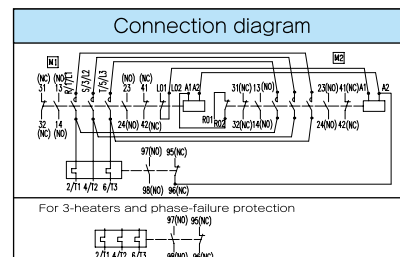 Connection diagram
M1 M2
(NC) (NO) R/1/L1 S/3/L2 T/5/L3 (NO) (NC)
31 13 23 41 L01 L02 A1 A2 31(NC) 13(NO) 23(NO) 41(NC) A1 A2
R01
R02
32 14 24(NO) 42(NC) 32(NC) 14(NO) 24(NO) 42(NC)
(NC) (NO)
97(NO) 95(NC)
2/T1 4/T2 6/T3 98(NO) 96(NC)
For 3-heaters and phase-failure protection
97(NO) 95(NC)
2/T1 4/T2 6/T3 98(NO) 96(NC)